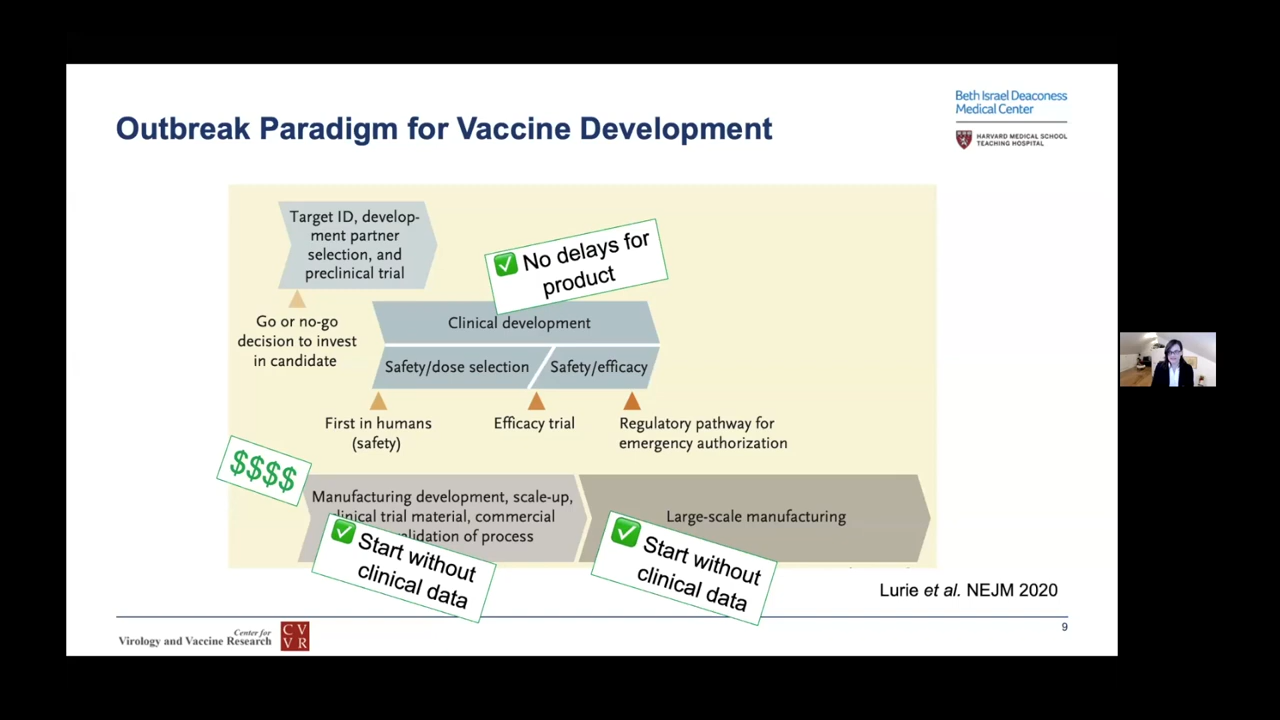 Beth Israel Deaconess
Medical Center
HARVARD MEDICAL SCHOOL
TEACHING HOSPITAL
Outbreak Paradigm for Vaccine Development
Target ID, develop-
ment partner
selection, and
preclinical trial
✅ No delays for
product
Go or no-go
decision to invest
in candidate
Clinical development
Safety/dose selection
Safety/efficacy
First in humans
(safety)
Efficacy trial
Regulatory pathway for
emergency authorization
$$$$
Manufacturing development, scale-up,
clinical trial material, commercial
validation of process
✅ Start without
clinical data
Large-scale manufacturing
✅ Start without
clinical data
Lurie et al. NEJM 2020
Center for
Virology and Vaccine Research
CV
VR
9